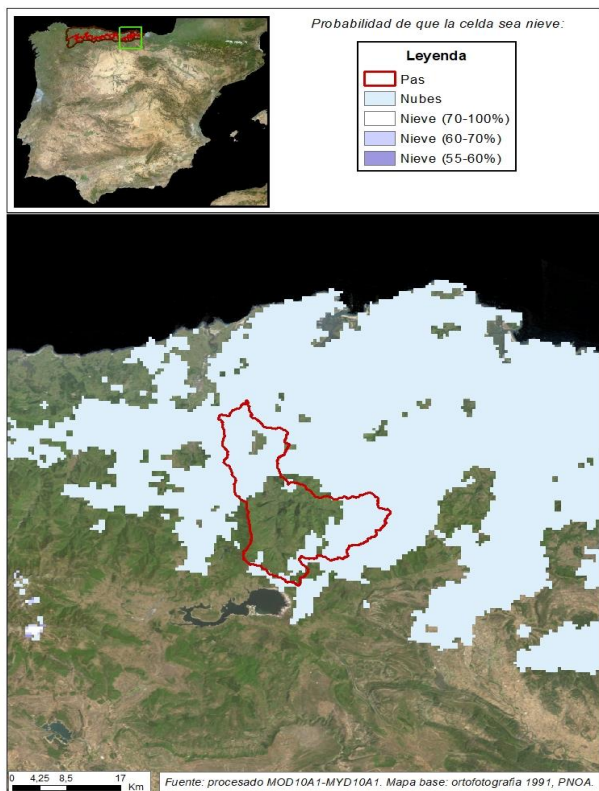 Probabilidad de que la celda sea nieve:
Leyenda
Pas
Nubes
Nieve (70-100%)
Nieve (60-70%)
Nieve (55-60%)
0 4,25 8,5 17
Km
Fuente: procesado MOD10A1-MYD10A1. Mapa base: ortofotografia 1991, PNOA.